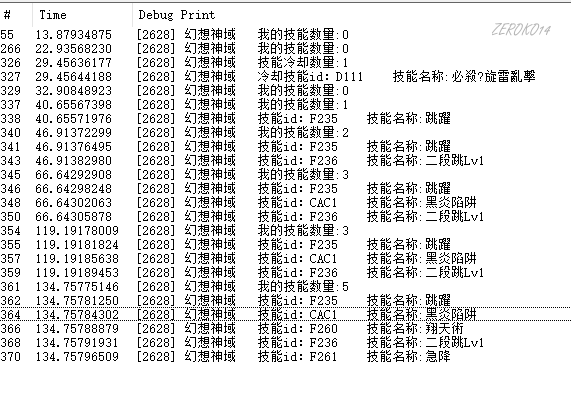 # Time Debug Print
ZEROKO14
55 13.87934875 [2628] 幻想神域 我的技能数量:0
266 22.93568230 [2628] 幻想神域 我的技能数量:0
326 29.45636177 [2628] 幻想神域 技能冷却数量:1
327 29.45644188 [2628] 幻想神域 冷却技能id: D111 技能名称:必殺?旋雷亂擊
329 32.90848923 [2628] 幻想神域 我的技能数量:0
337 40.65567398 [2628] 幻想神域 我的技能数量:1
338 40.65571976 [2628] 幻想神域 技能id: F235 技能名称:跳躍
340 46.91372299 [2628] 幻想神域 我的技能数量:2
341 46.91376495 [2628] 幻想神域 技能id: F235 技能名称:跳躍
343 46.91382980 [2628] 幻想神域 技能id: F236 技能名称:二段跳Lv1
345 66.64292908 [2628] 幻想神域 我的技能数量:3
346 66.64298248 [2628] 幻想神域 技能id: F235 技能名称:跳躍
348 66.64302063 [2628] 幻想神域 技能id: CAC1 技能名称:黑炎陷阱
350 66.64305878 [2628] 幻想神域 技能id: F236 技能名称:二段跳Lv1
354 119.19178009 [2628] 幻想神域 我的技能数量:3
355 119.19181824 [2628] 幻想神域 技能id: F235 技能名称:跳躍
357 119.19185638 [2628] 幻想神域 技能id: CAC1 技能名称:黑炎陷阱
359 119.19189453 [2628] 幻想神域 技能id: F236 技能名称:二段跳Lv1
361 134.75775146 [2628] 幻想神域 我的技能数量:5
362 134.75781250 [2628] 幻想神域 技能id: F235 技能名称:跳躍
364 134.75784302 [2628] 幻想神域 技能id: CAC1 技能名称:黑炎陷阱
366 134.75788879 [2628] 幻想神域 技能id: F260 技能名称:翔天術
368 134.75791931 [2628] 幻想神域 技能id: F236 技能名称:二段跳Lv1
370 134.75796509 [2628] 幻想神域 技能id: F261 技能名称:急降